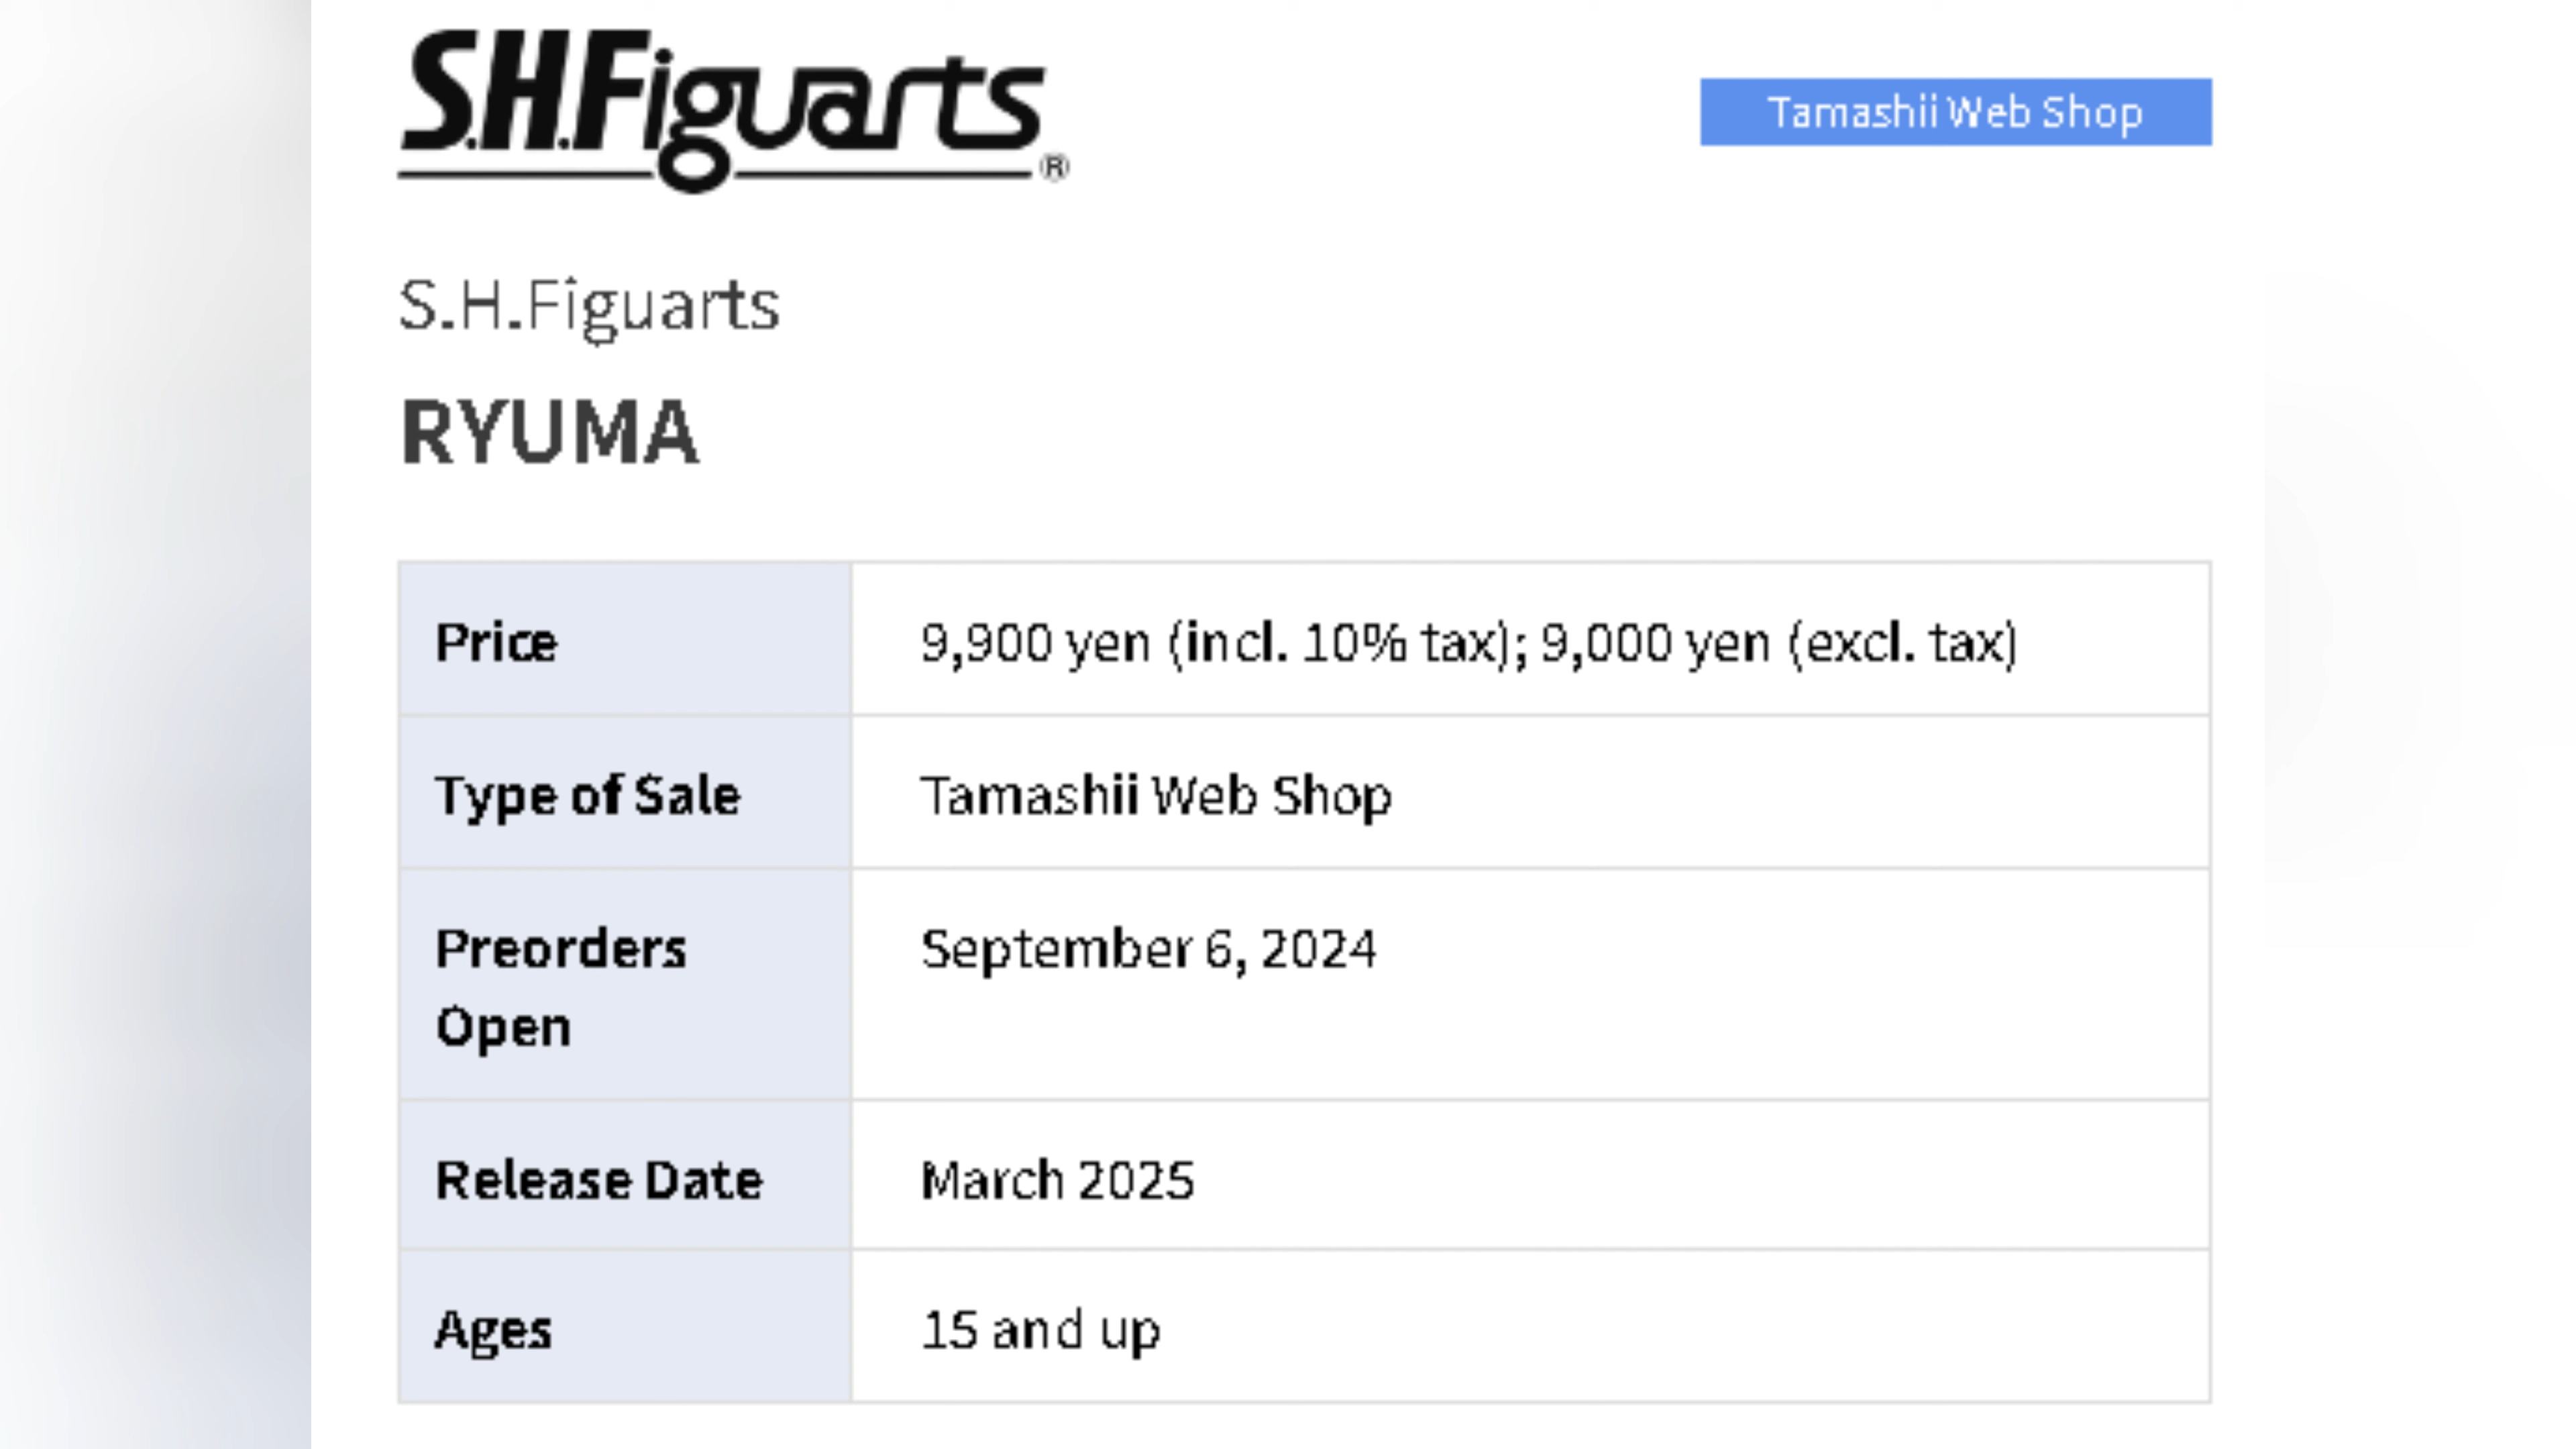 S.H.Figuarts®
Tamashii Web Shop
S.H.Figuarts
RYUMA
Price 9,900 yen (incl. 10% tax); 9,000 yen (excl. tax)
Type of Sale Tamashii Web Shop
Preorders September 6, 2024
Open
Release Date March 2025
Ages 15 and up